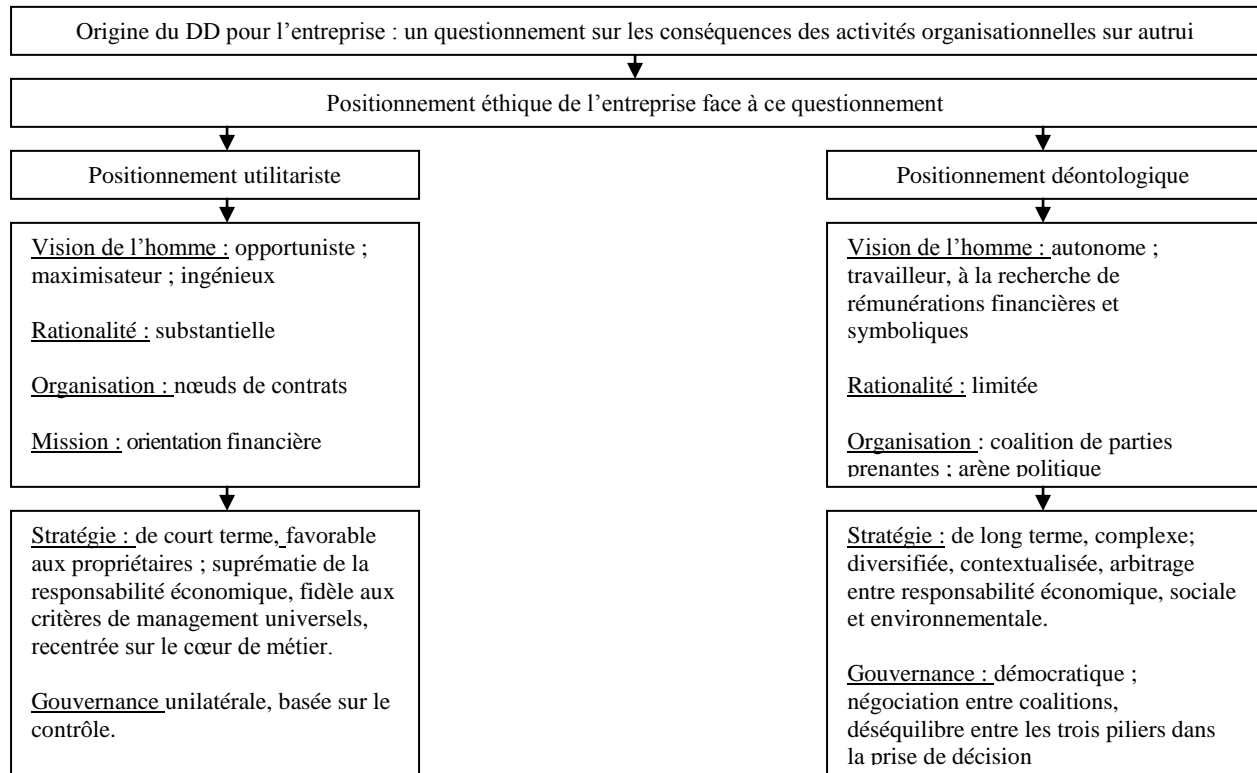 Origine du DD pour l’entreprise : un questionnement sur les conséquences des activités organisationnelles sur autrui
Positionnement éthique de l’entreprise face à ce questionnement
Positionnement utilitariste
Vision de l’homme : opportuniste ;
maximisateur ; ingénieux
Rationalité : substantielle
Organisation : nœuds de contrats
Mission : orientation financière
Stratégie : de court terme, favorable
aux propriétaires ; suprématie de la
responsabilité économique, fidèle aux
critères de management universels,
recentrée sur le cœur de métier.
Gouvernance unilatérale, basée sur le
contrôle.
Positionnement déontologique
Vision de l’homme : autonome ;
travailleur, à la recherche de
rémunérations financières et
symboliques
Rationalité : limitée
Organisation : coalition de parties
prenantes ; arène politique
Stratégie : de long terme, complexe;
diversifiée, contextualisée, arbitrage
entre responsabilité économique, sociale
et environnementale.
Gouvernance : démocratique ;
négociation entre coalitions,
déséquilibre entre les trois piliers dans
la prise de décision